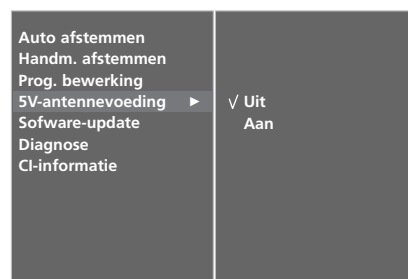 Auto afstemmen
Handm. afstemmen
Prog. bewerking
5V-antennevoeding ►
Sofware-update
Diagnose
CI-informatie
√ Uit
Aan